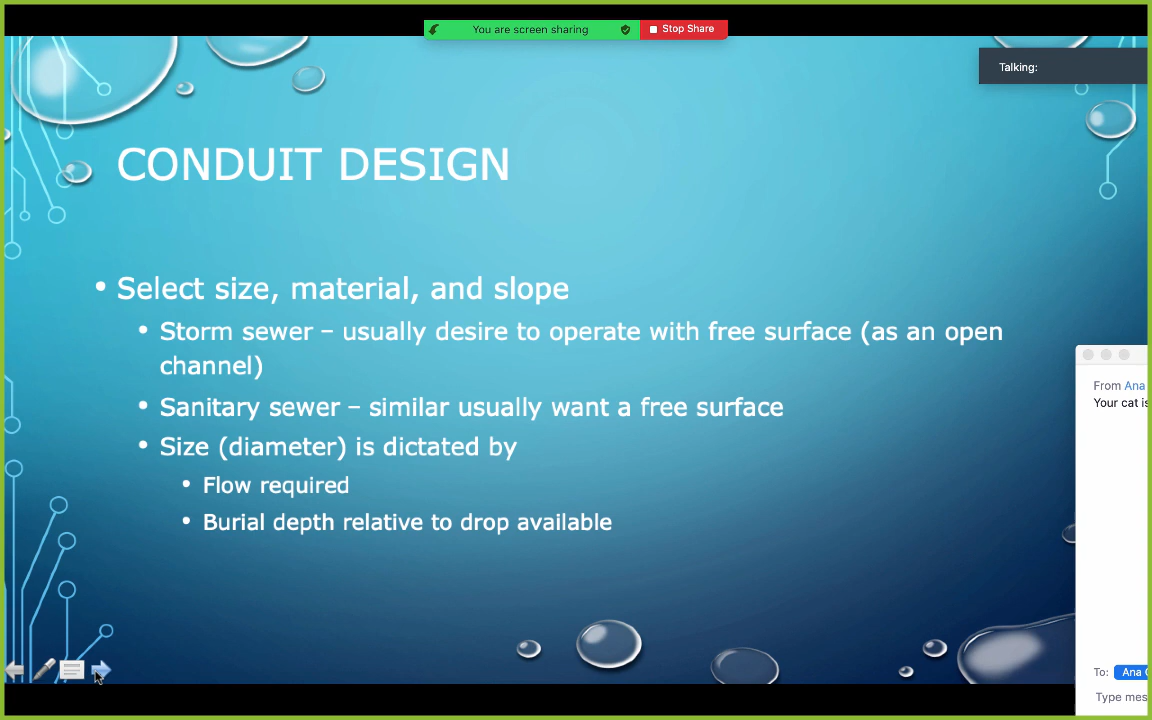 You are screen sharing Stop Share
Talking:
CONDUIT DESIGN
• Select size, material, and slope
• Storm sewer – usually desire to operate with free surface (as an open
channel)
• Sanitary sewer – similar usually want a free surface
• Size (diameter) is dictated by
• Flow required
• Burial depth relative to drop available
From Ana
Your cat is
To: Ana
Type